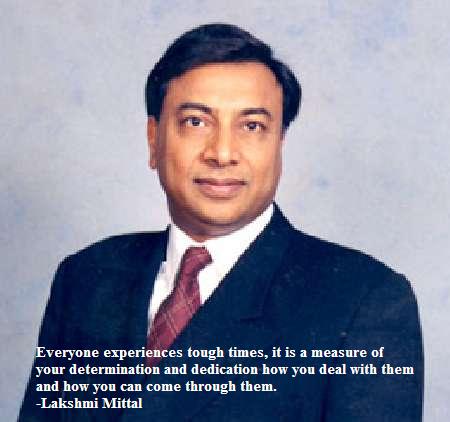 Everyone experiences tough times, it is a measure of
your determination and dedication how you deal with them
and how you can come through them.
-Lakshmi Mittal